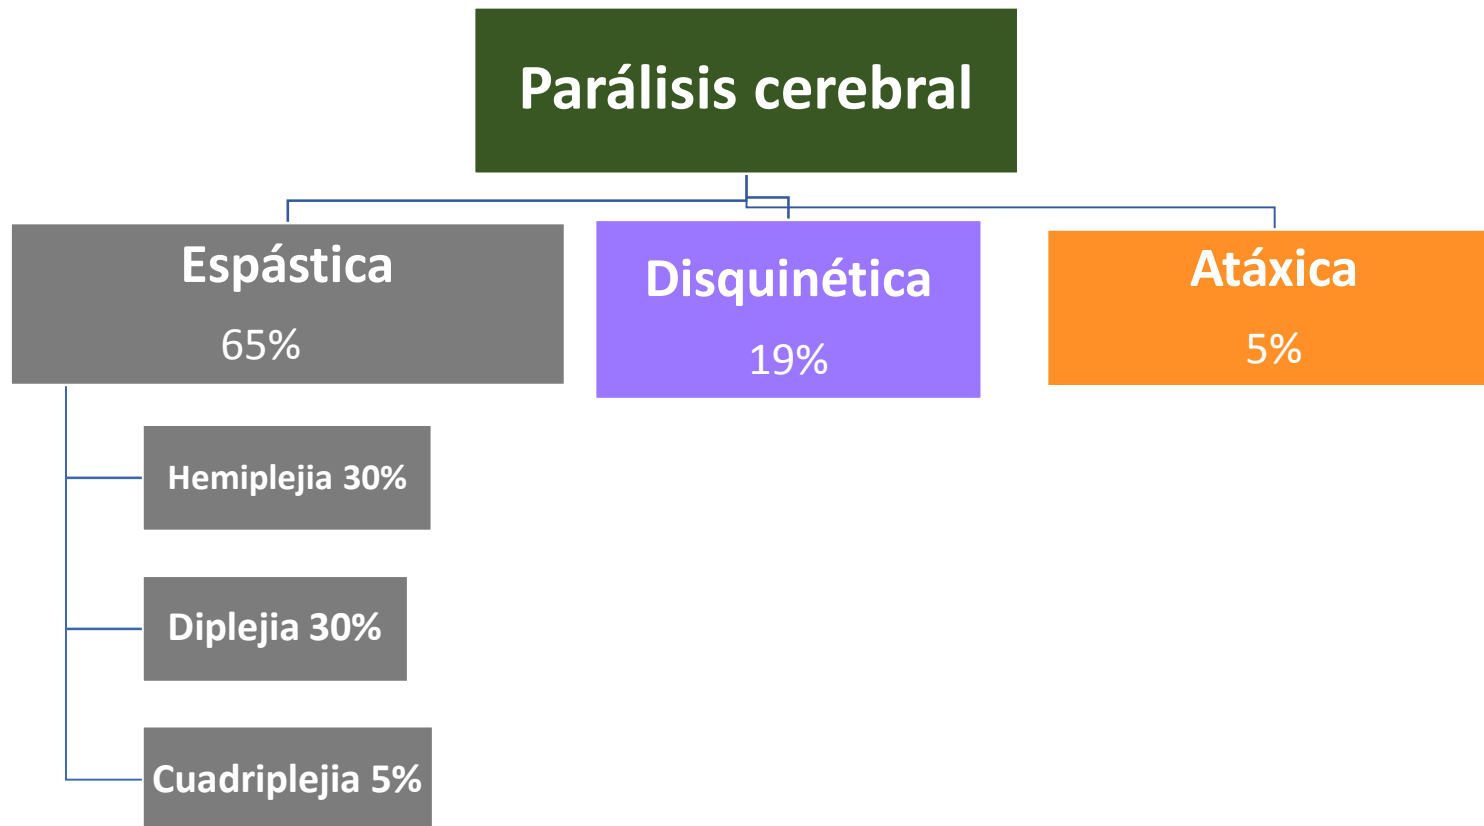 Parálisis cerebral
Espástica
65%
Disquinética
19%
Atáxica
5%
Hemiplejia 30%
Diplejia 30%
Cuadriplejia 5%